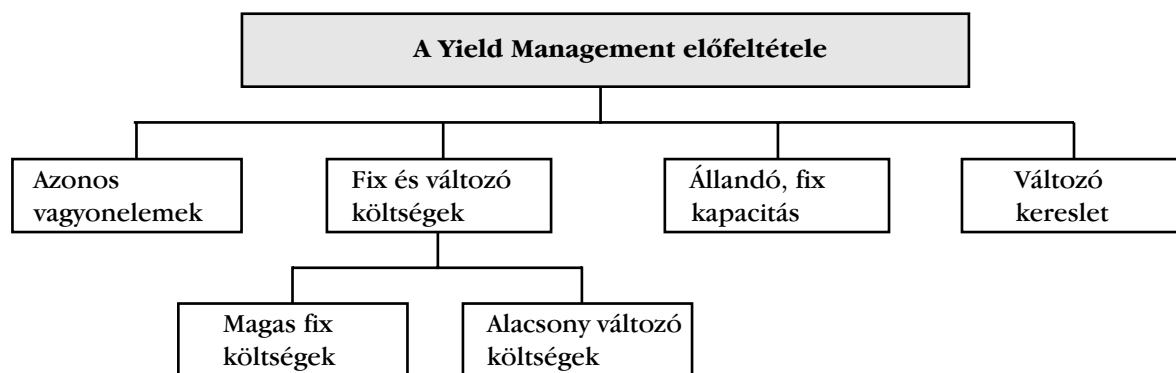 A Yield Management előfeltétele
Azonos
vagyonelemek
Fix és változó
költségek
Állandó, fix
kapacitás
Változó
kereslet
Magas fix
költségek
Alacsony változó
költségek